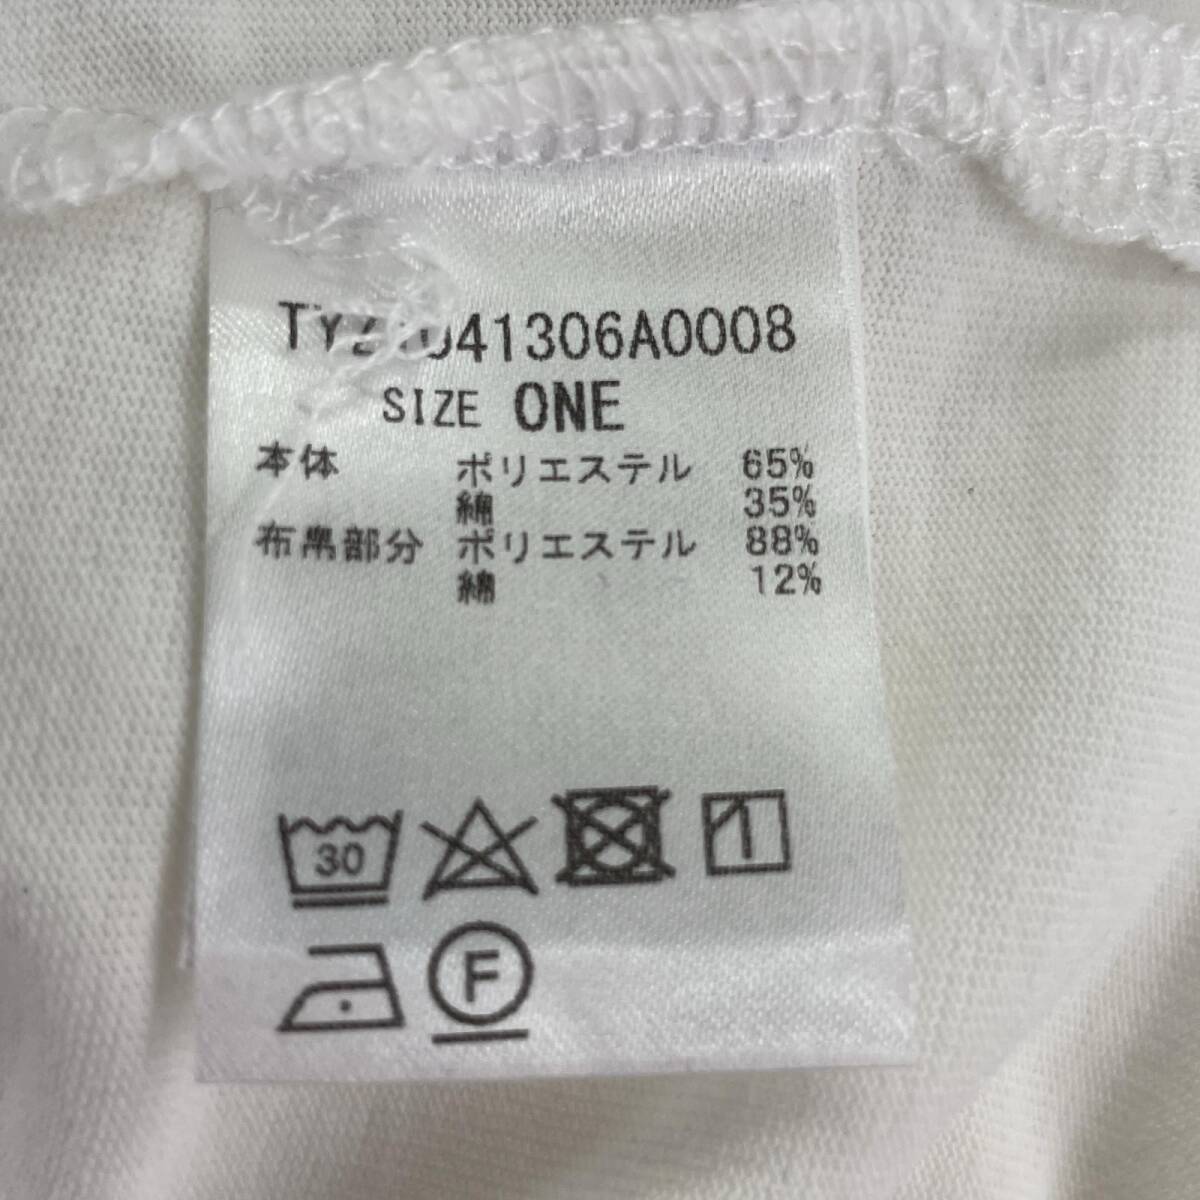 SIZE ONE
本体 ポリエステル 65%
綿 35%
布帛部分 ポリエステル 88%
綿 12%
30
F